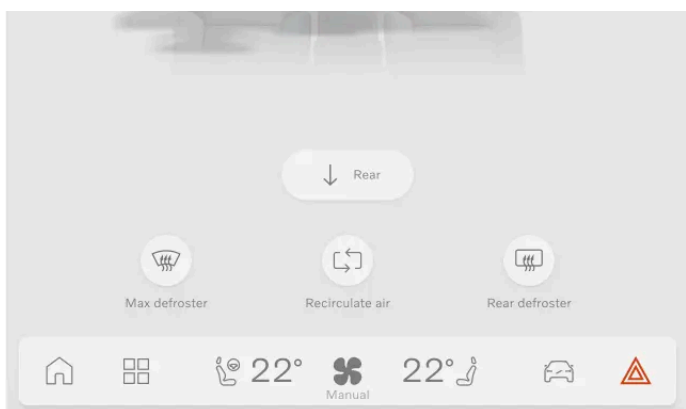 Rear
Max defroster
Recirculate air
Rear defroster
22°
22°
Manual